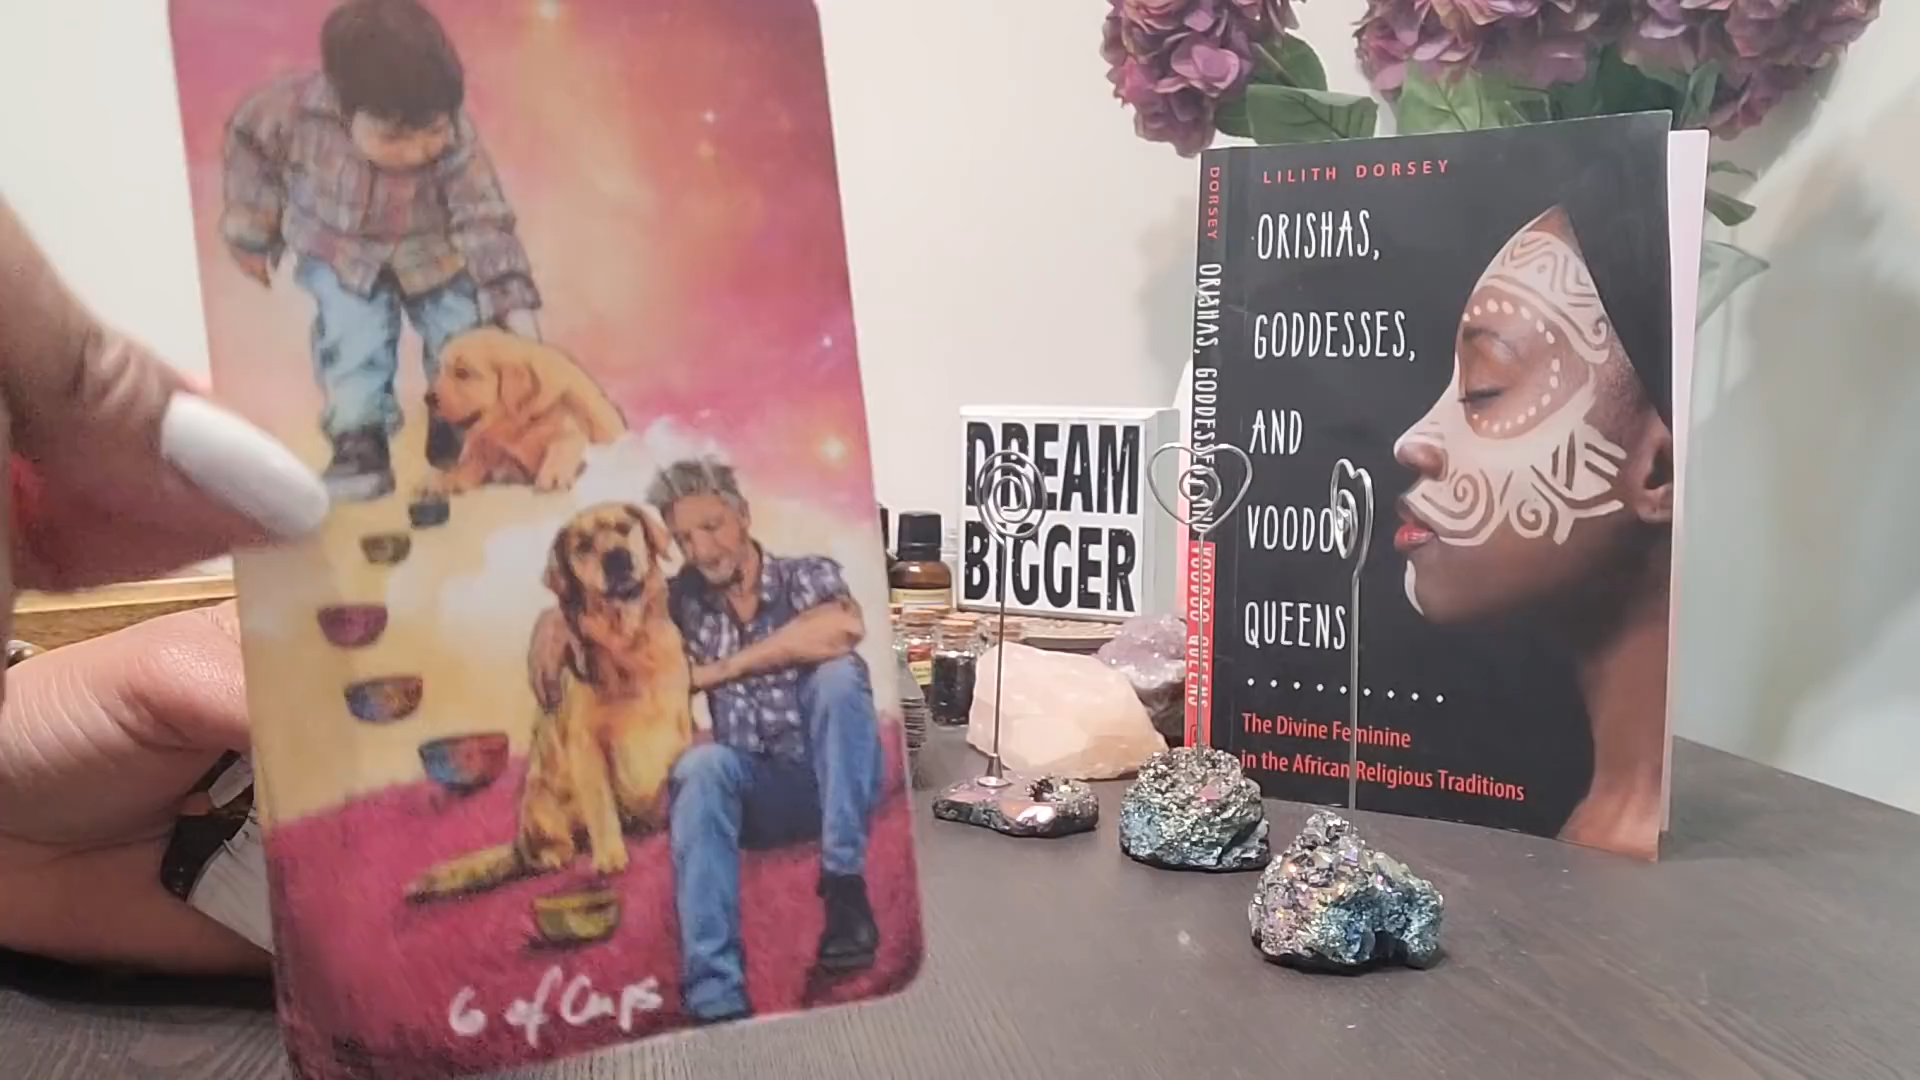 6 of Cups
DREAM
BIGGER
DORSEY ORISHAS, GODDESSES, AND VOODOO QUEENS
LILITH DORSEY
ORISHAS,
GODDESSES,
AND
VOODOO
QUEENS
The Divine Feminine
in the African Religious Traditions